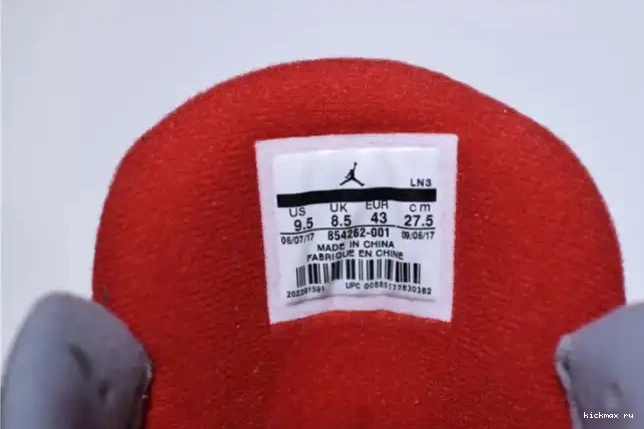 LN3
US UK EUR cm
9.5 8.5 43 27.5
06/07/17 854262-001 09/06/17
MADE IN CHINA
FABRIQUE EN CHINE
UPC
kickmax ru